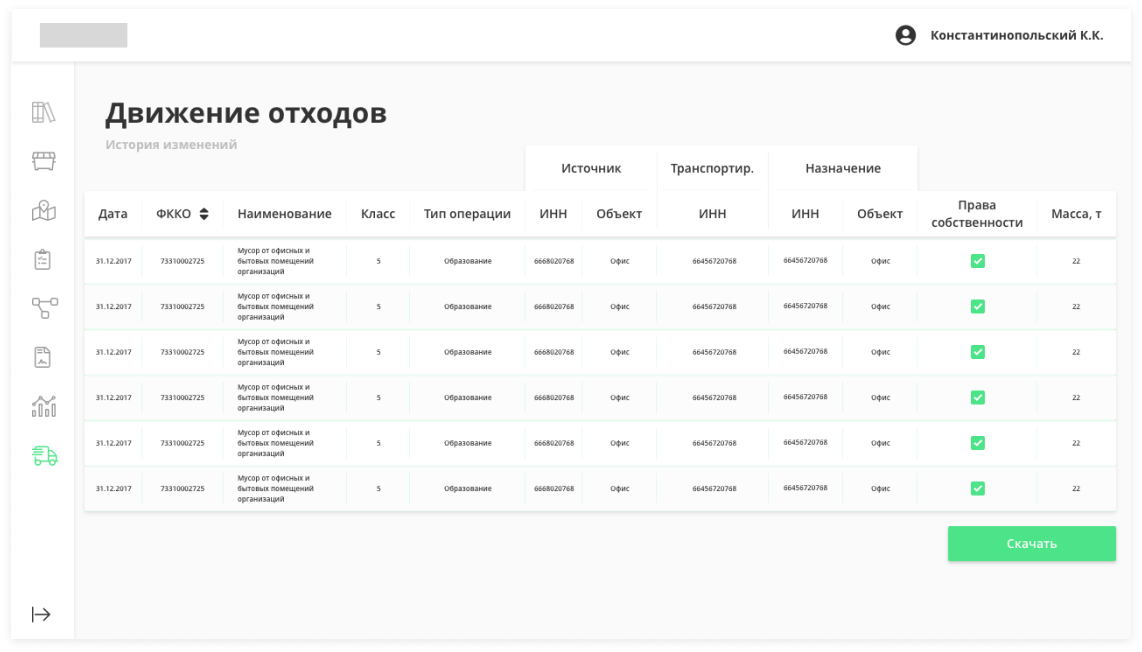 Константинопольский К.К.
Движение отходов
История изменений
Источник Транспортир. Назначение
Дата ФККО Наименование Класс Тип операции ИНН Объект ИНН ИНН Объект Права собственности Масса, т
31.12.2017 73310002725 Мусор от офисных и бытовых помещений организаций 5 Образование 6668020768 Офис 66456720768 66456720768 Офис 22
31.12.2017 73310002725 Мусор от офисных и бытовых помещений организаций 5 Образование 6668020768 Офис 66456720768 66456720768 Офис 22
31.12.2017 73310002725 Мусор от офисных и бытовых помещений организаций 5 Образование 6668020768 Офис 66456720768 66456720768 Офис 22
31.12.2017 73310002725 Мусор от офисных и бытовых помещений организаций 5 Образование 6668020768 Офис 66456720768 66456720768 Офис 22
31.12.2017 73310002725 Мусор от офисных и бытовых помещений организаций 5 Образование 6668020768 Офис 66456720768 66456720768 Офис 22
31.12.2017 73310002725 Мусор от офисных и бытовых помещений организаций 5 Образование 6668020768 Офис 66456720768 66456720768 Офис 22
Скачать